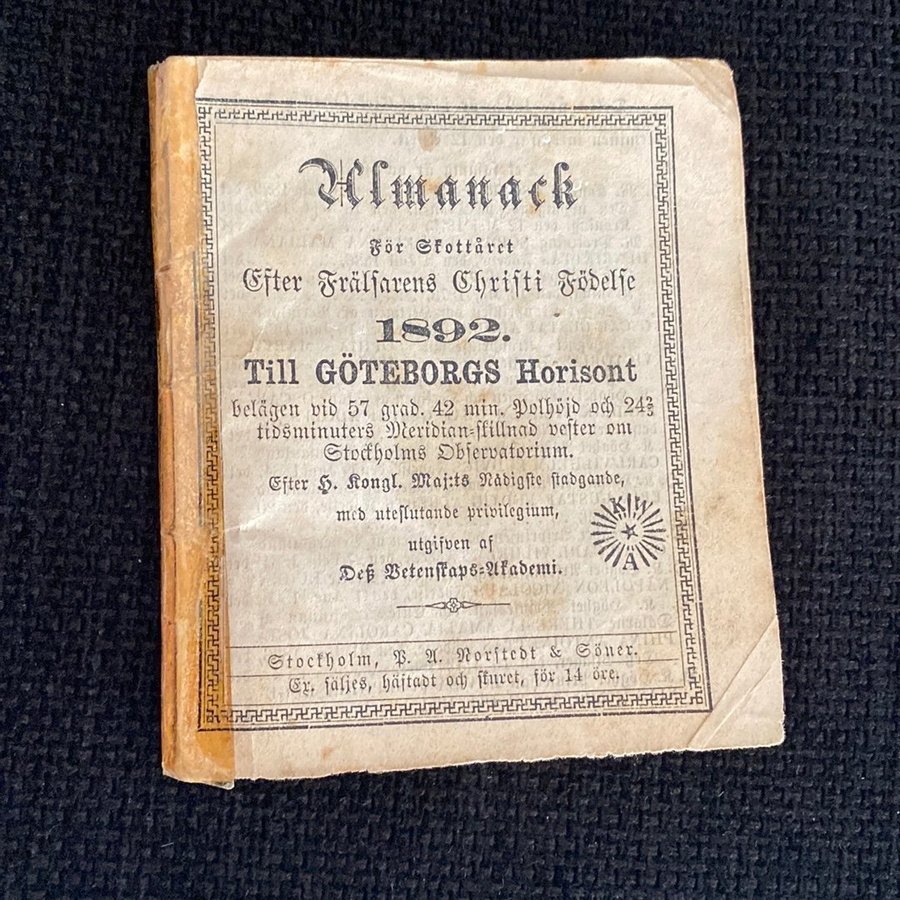 Almanack
För Skottåret
Efter Frälsarens Christi Födelse
1892.
Till GÖTEBORGS Horisont
belägen vid 57 grad. 42 min. Polhöjd och 24⅔
tidsminuters Meridian-skillnad vester om
Stockholms Observatorium.
Efter H. Kongl. Maj:ts Nådigste stadgande,
med uteslutande privilegium,
utgifven af
Deß Vetenskaps-Akademi.
K W
A
Stockholm, P. A. Norstedt & Söner.
Ex. säljes, häftadt och skuret, för 14 öre.